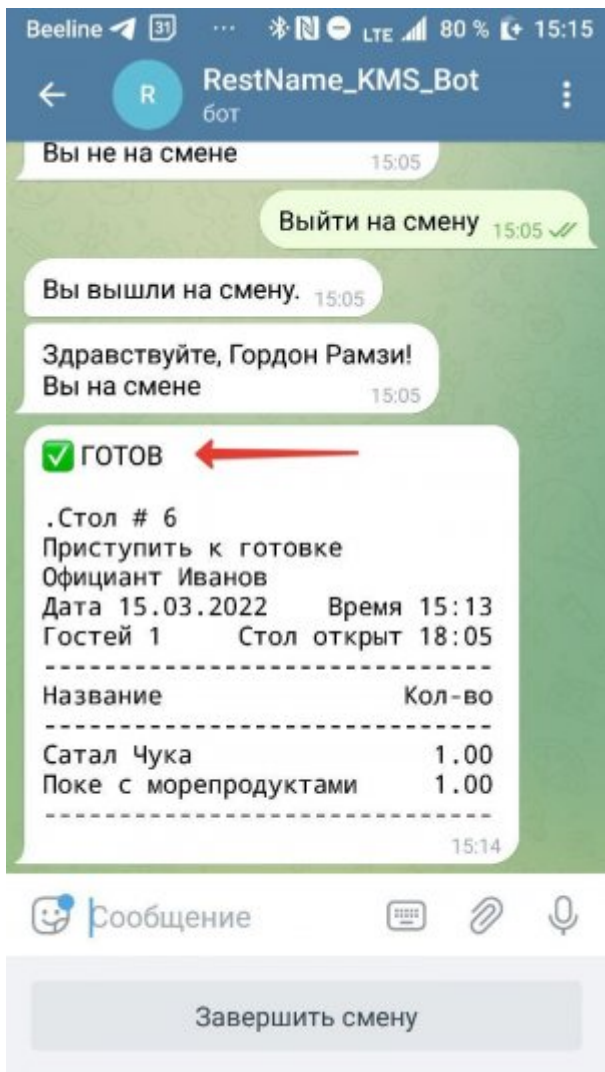 Beeline 31 ... LTE 80 % 15:15
R
RestName_KMS_Bot
бот
Вы не на смене
15:05
Выйти на смену 15:05
Вы вышли на смену. 15:05
Здравствуйте, Гордон Рамзи!
Вы на смене 15:05
ГОТОВ
.Стол # 6
Приступить к готовке
Официант Иванов
Дата 15.03.2022 Время 15:13
Гостей 1 Стол открыт 18:05
--------------------------------
Название Кол-во
--------------------------------
Сатал Чука 1.00
Поке с морепродуктами 1.00
--------------------------------
15:14
Сообщение
Завершить смену